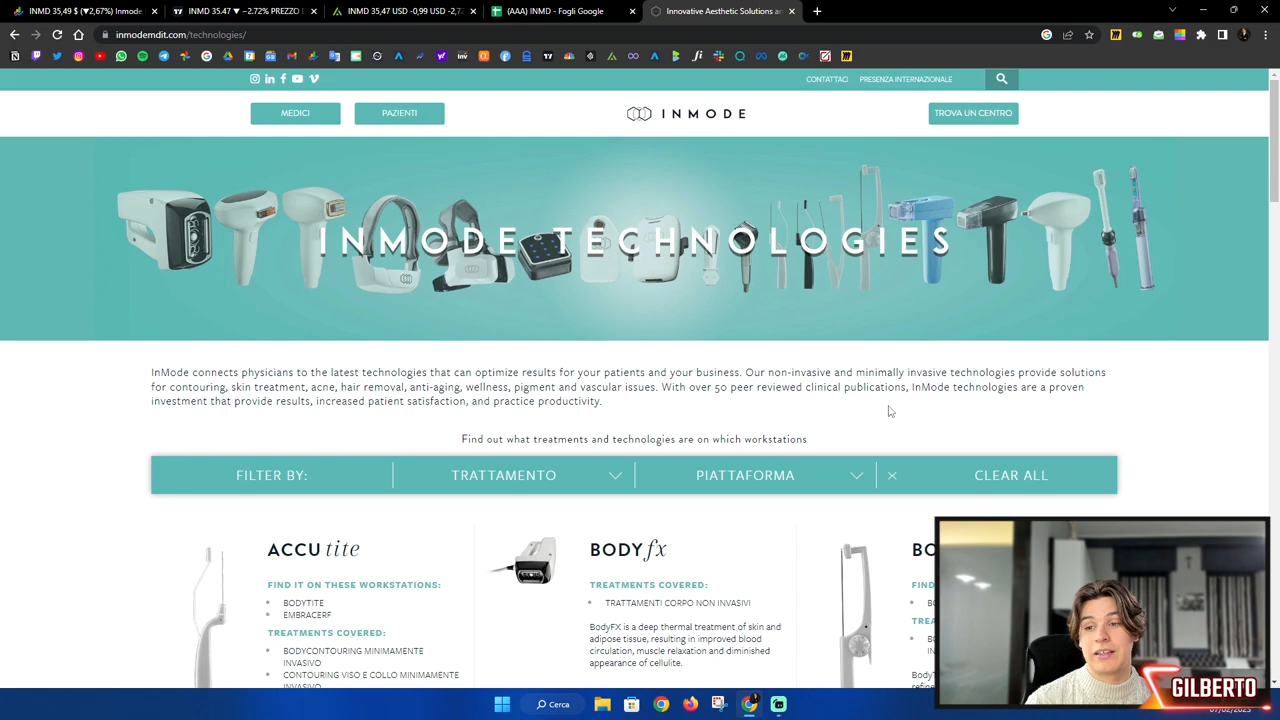 INMD 35,49 $ (▼2,67%) Inmode
INMD 35.47 ▼ −2.72% PREZZO E
INMD 35,47 USD -0,99 USD -2,7
(AAA) INMD - Fogli Google
Innovative Aesthetic Solutions an
inmodemdit.com/technologies/
CONTATTACI
PRESENZA INTERNAZIONALE
MEDICI
PAZIENTI
INMODE
TROVA UN CENTRO
INMODE TECHNOLOGIES
InMode connects physicians to the latest technologies that can optimize results for your patients and your business. Our non-invasive and minimally invasive technologies provide solutions
for contouring, skin treatment, acne, hair removal, anti-aging, wellness, pigment and vascular issues. With over 50 peer reviewed clinical publications, InMode technologies are a proven
investment that provide results, increased patient satisfaction, and practice productivity.
Find out what treatments and technologies are on which workstations
FILTER BY:
TRATTAMENTO
PIATTAFORMA
CLEAR ALL
ACCU tite
FIND IT ON THESE WORKSTATIONS:
BODYTITE
EMBRACERF
TREATMENTS COVERED:
BODYCONTOURING MINIMAMENTE
INVASIVO
CONTOURING VISO E COLLO MINIMAMENTE
INVASIVO
BODY fx
TREATMENTS COVERED:
TRATTAMENTI CORPO NON INVASIVI
BodyFX is a deep thermal treatment of skin and
adipose tissue, resulting in improved blood
circulation, muscle relaxation and diminished
appearance of cellulite.
BO
FIND
TREA
GILBERTO
Cerca
07/02/2023